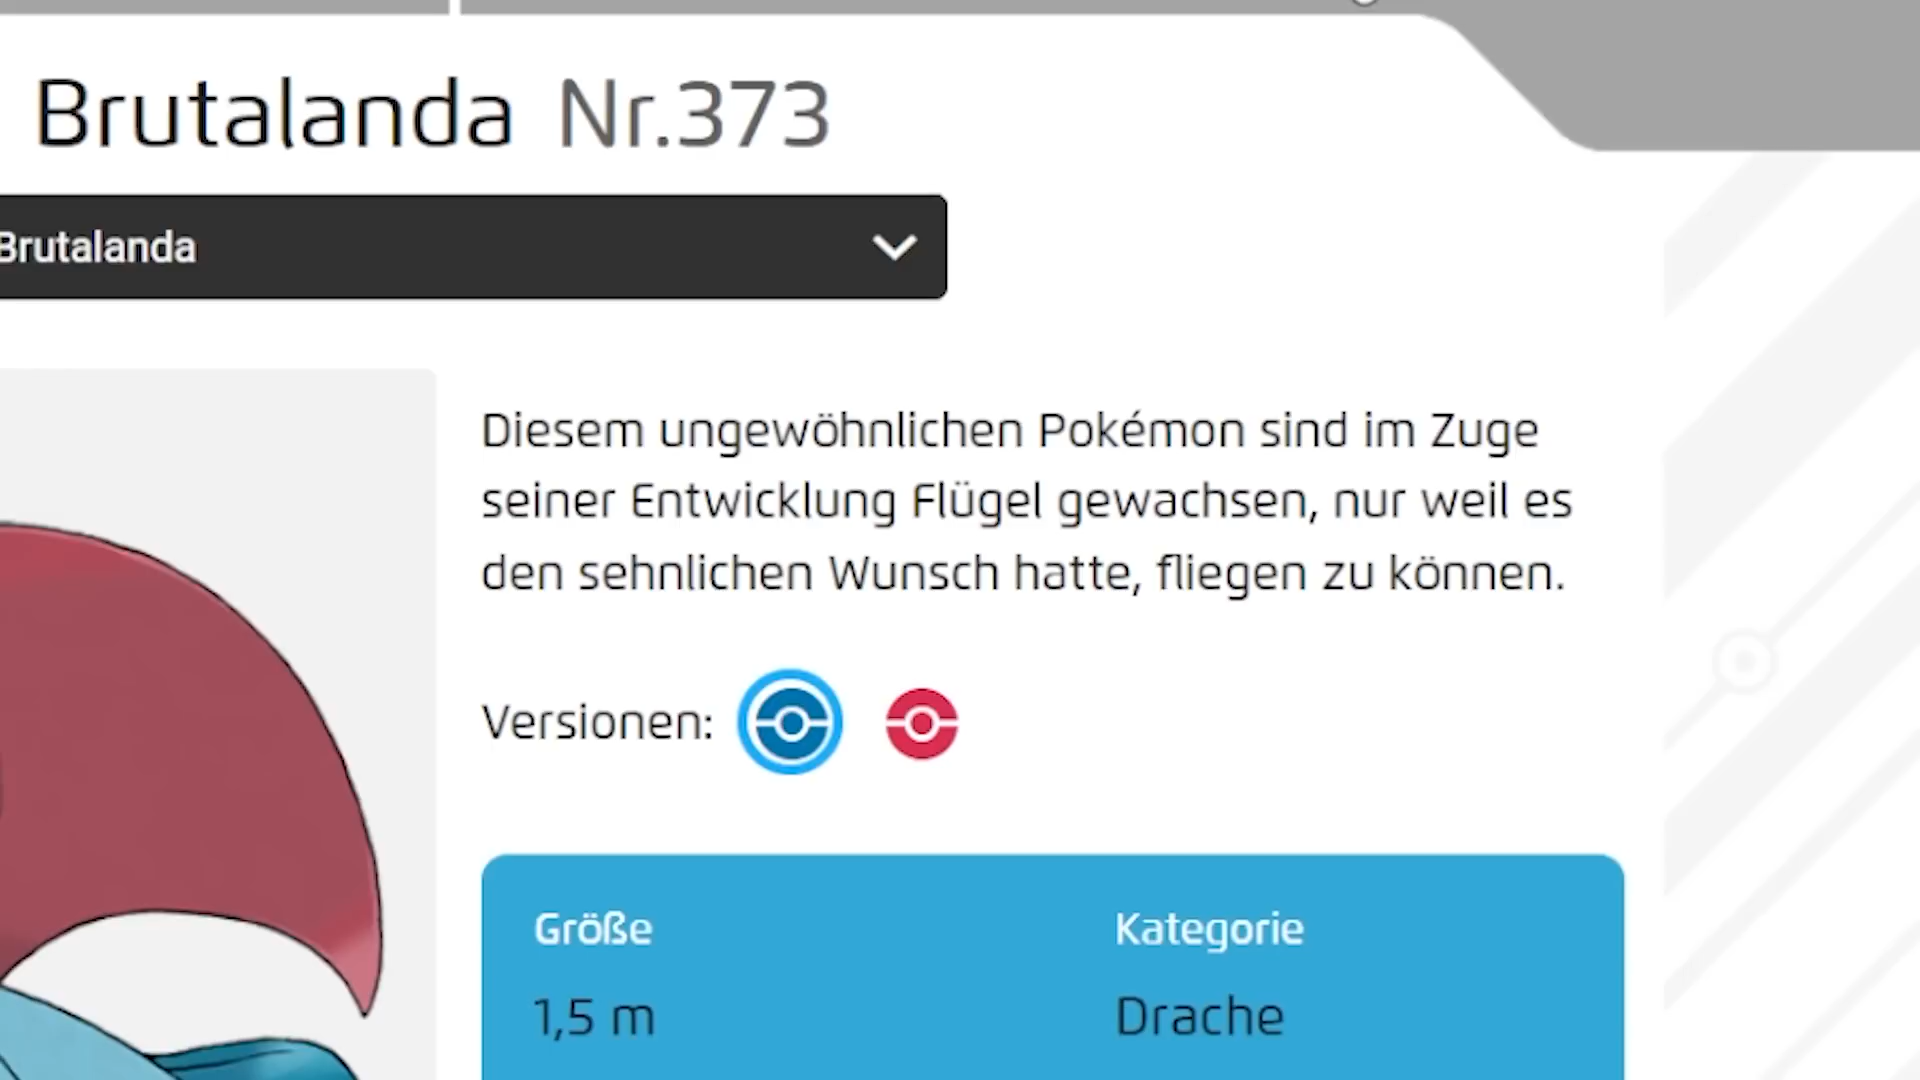 Brutalanda Nr.373
Brutalanda
Diesem ungewöhnlichen Pokémon sind im Zuge
seiner Entwicklung Flügel gewachsen, nur weil es
den sehnlichen Wunsch hatte, fliegen zu können.
Versionen:
Größe
Kategorie
1,5 m
Drache